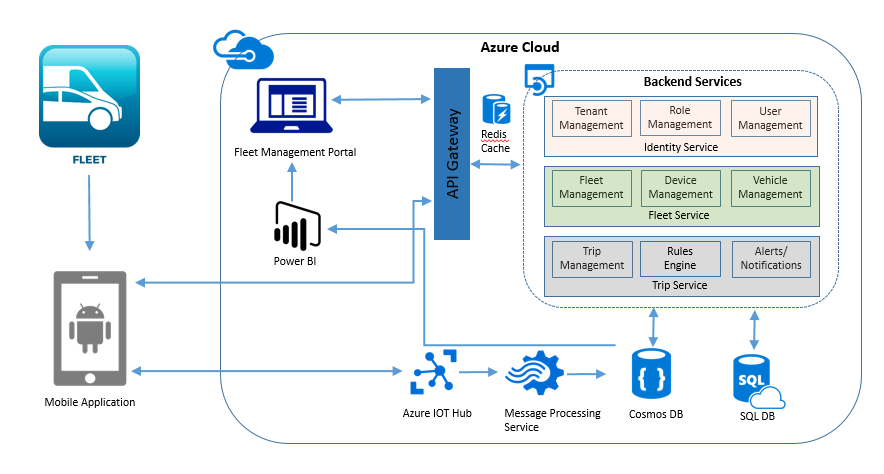 Azure Cloud
FLEET
Fleet Management Portal
API Gateway
Redis
Cache
Backend Services
Tenant
Management
Role
Management
User
Management
Identity Service
Fleet
Management
Device
Management
Vehicle
Management
Fleet Service
Trip
Management
Rules
Engine
Alerts/
Notifications
Trip Service
Power BI
Mobile Application
Azure IOT Hub
Message Processing
Service
{ }
Cosmos DB
SQL
SQL DB